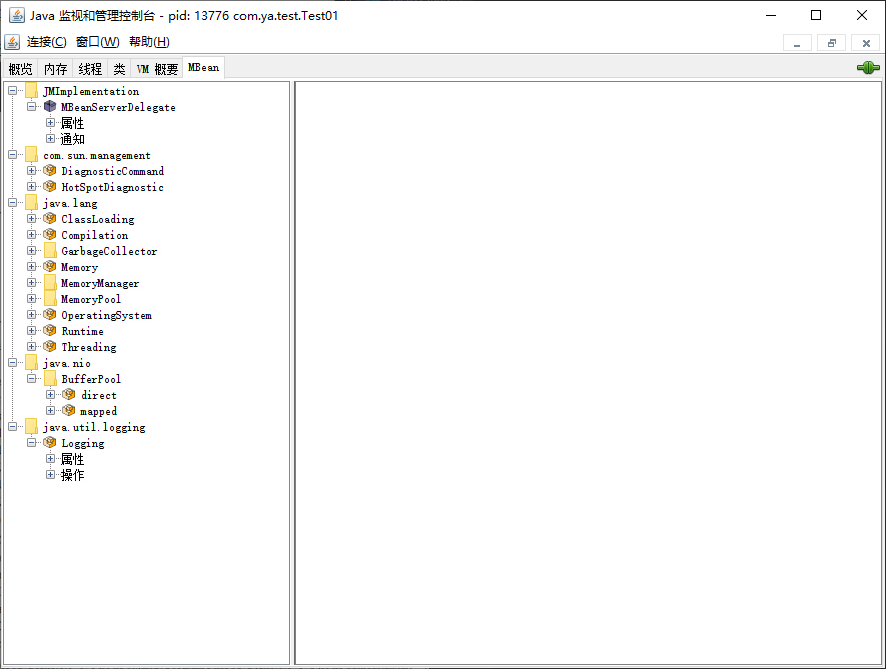 Java 监视和管理控制台 - pid: 13776 com.ya.test.Test01
连接(C) 窗口(W) 帮助(H)
概览 内存 线程 类 VM 概要 MBean
JMImplementation
MBeanServerDelegate
属性
通知
com.sun.management
DiagnosticCommand
HotSpotDiagnostic
java.lang
ClassLoading
Compilation
GarbageCollector
Memory
MemoryManager
MemoryPool
OperatingSystem
Runtime
Threading
java.nio
BufferPool
direct
mapped
java.util.logging
Logging
属性
操作